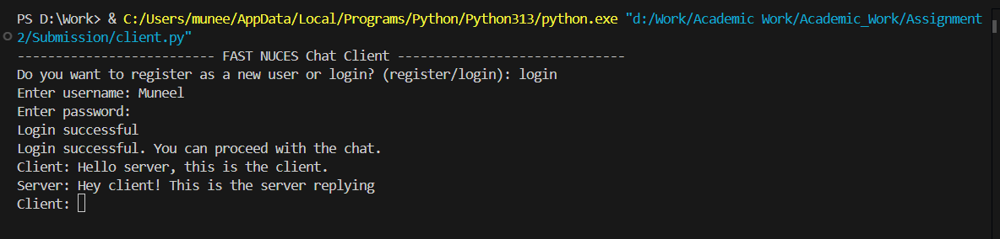 PS D:\Work> & C:/Users/munee/AppData/Local/Programs/Python/Python313/python.exe "d:/Work/Academic Work/Academic_Work/Assignment
2/Submission/client.py"
-------------------------- FAST NUCES Chat Client ------------------------------
Do you want to register as a new user or login? (register/login): login
Enter username: Muneel
Enter password:
Login successful
Login successful. You can proceed with the chat.
Client: Hello server, this is the client.
Server: Hey client! This is the server replying
Client: